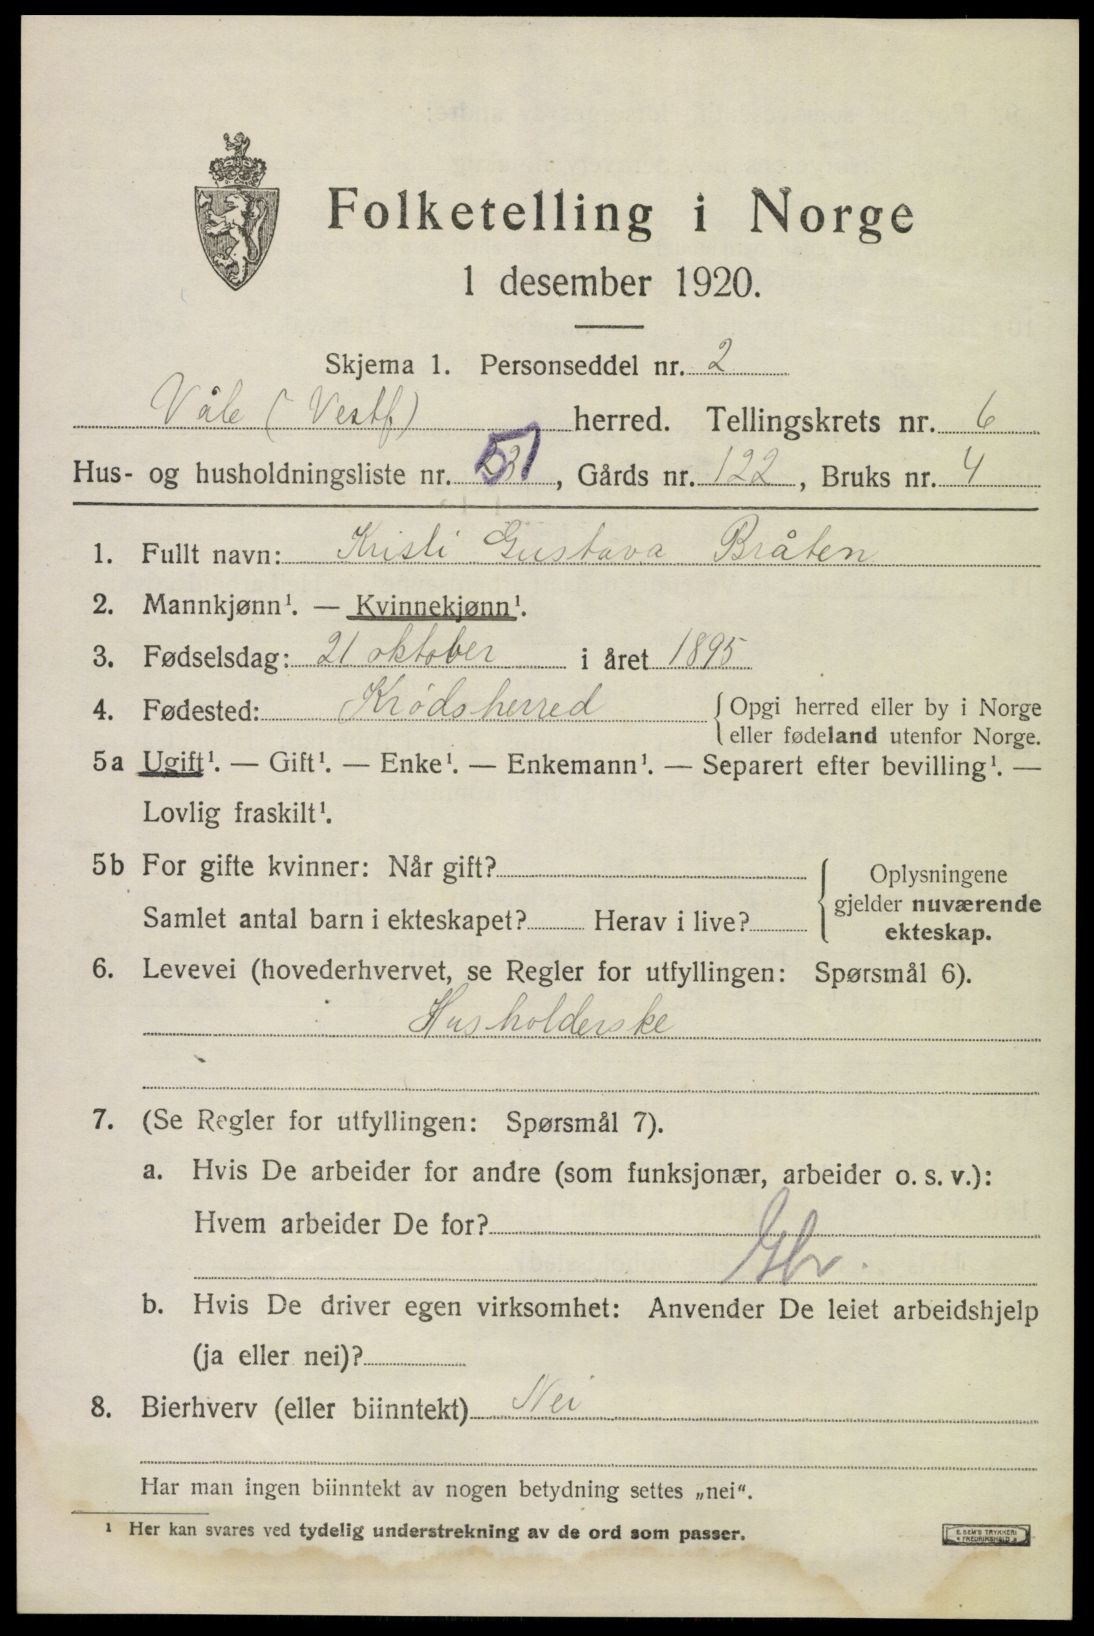 Folketelling i Norge
1 desember 1920.
Skjema 1. Personseddel nr. 2
Våle (Vestf) herred. Tellingskrets nr. 6
Hus- og husholdningsliste nr. 51, Gårds nr. 122, Bruks nr. 4
1. Fullt navn: Kristi Gustava Bråten
2. Mannkjønn¹. — Kvinnekjønn¹.
3. Fødselsdag: 21 oktober i året 1895
4. Fødested: Krødsherred { Opgi herred eller by i Norge
eller fødeland utenfor Norge.
5a Ugift¹. — Gift¹. — Enke¹. — Enkemann¹. — Separert efter bevilling¹. —
Lovlig fraskilt¹.
5b For gifte kvinner: Når gift?
Samlet antal barn i ekteskapet? Herav i live?
{ Oplysningene
gjelder nuværende
ekteskap.
6. Levevei (hovederhvervet, se Regler for utfyllingen: Spørsmål 6).
Husholderske
7. (Se Regler for utfyllingen: Spørsmål 7).
a. Hvis De arbeider for andre (som funksjonær, arbeider o. s. v.):
Hvem arbeider De for?
b. Hvis De driver egen virksomhet: Anvender De leiet arbeidshjelp
(ja eller nei)?
8. Bierhverv (eller biinntekt) Nei
Har man ingen biinntekt av nogen betydning settes „nei“.
¹ Her kan svares ved tydelig understrekning av de ord som passer.
E. SEM'S TRYKKERI
FREDRIKSHALD